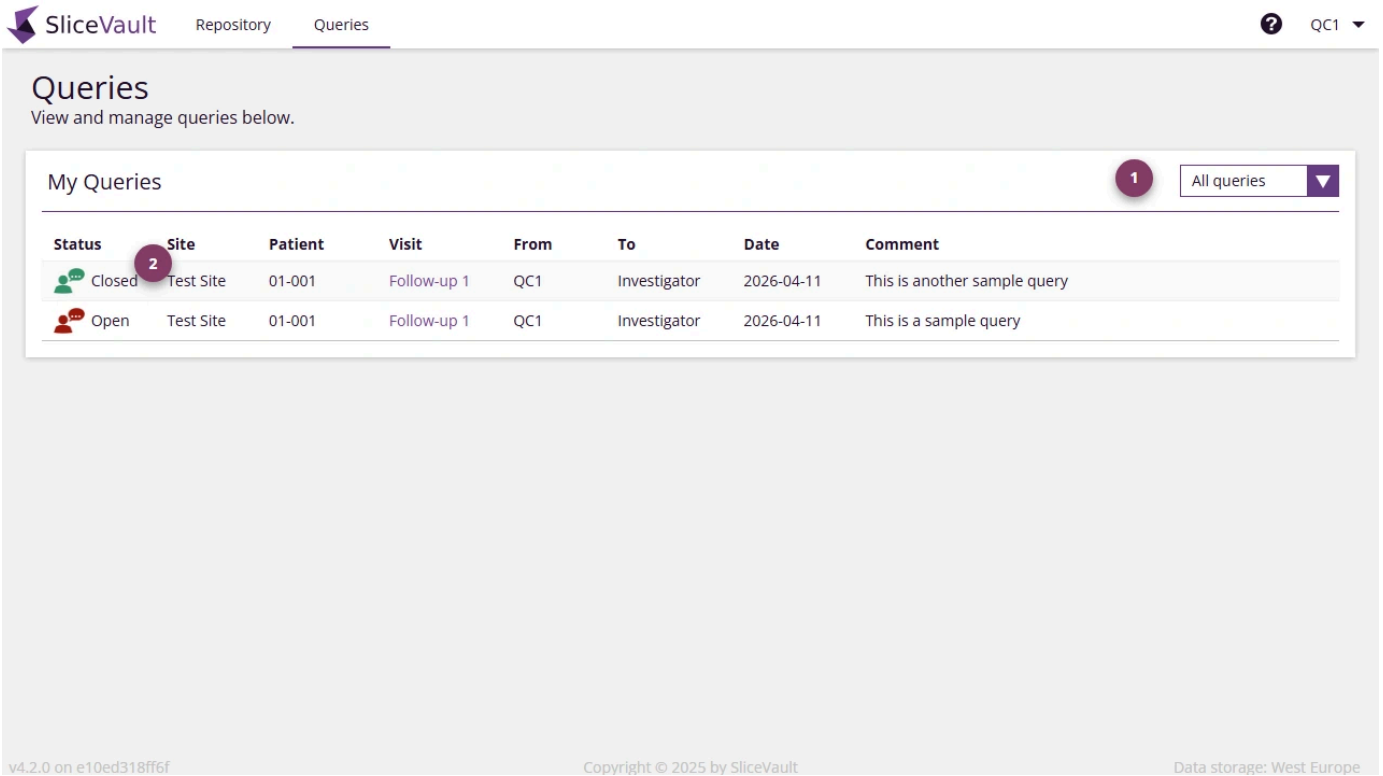 SliceVault Repository Queries ? QC1
Queries
View and manage queries below.
My Queries 1 All queries
Status Site Patient Visit From To Date Comment
2
Closed Test Site 01-001 Follow-up 1 QC1 Investigator 2026-04-11 This is another sample query
Open Test Site 01-001 Follow-up 1 QC1 Investigator 2026-04-11 This is a sample query
v4.2.0 on e10ed318ff6f Copyright © 2025 by SliceVault Data storage: West Europe